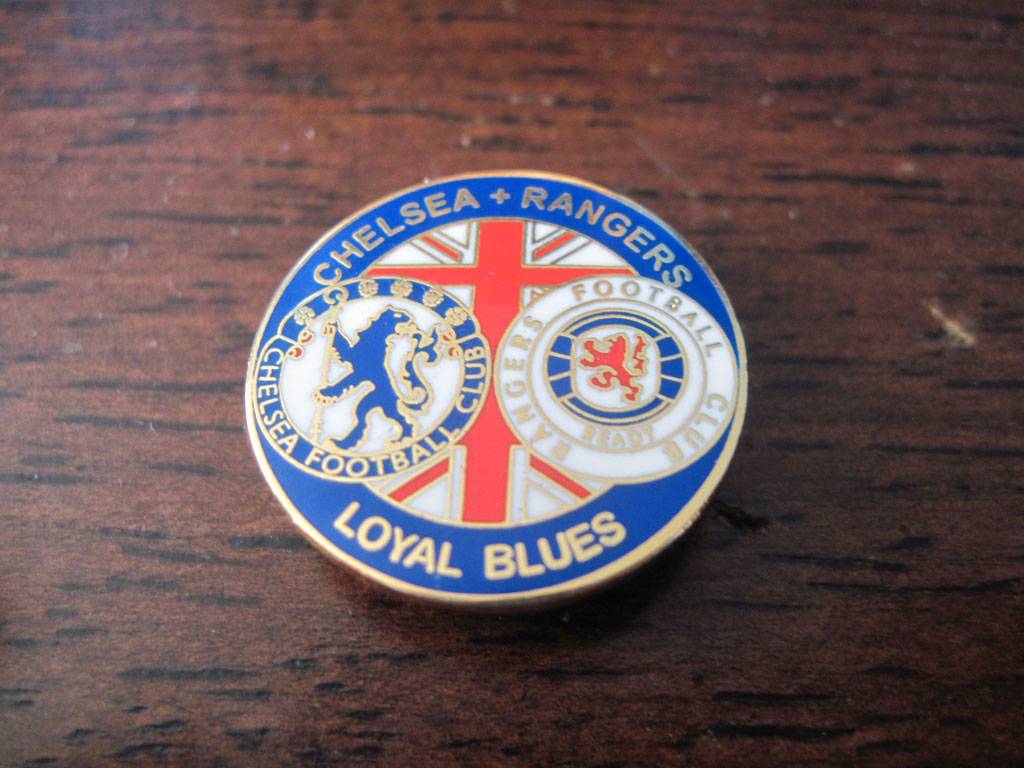 CHELSEA + RANGERS
CHELSEA FOOTBALL CLUB
RANGERS FOOTBALL CLUB
READY
LOYAL BLUES